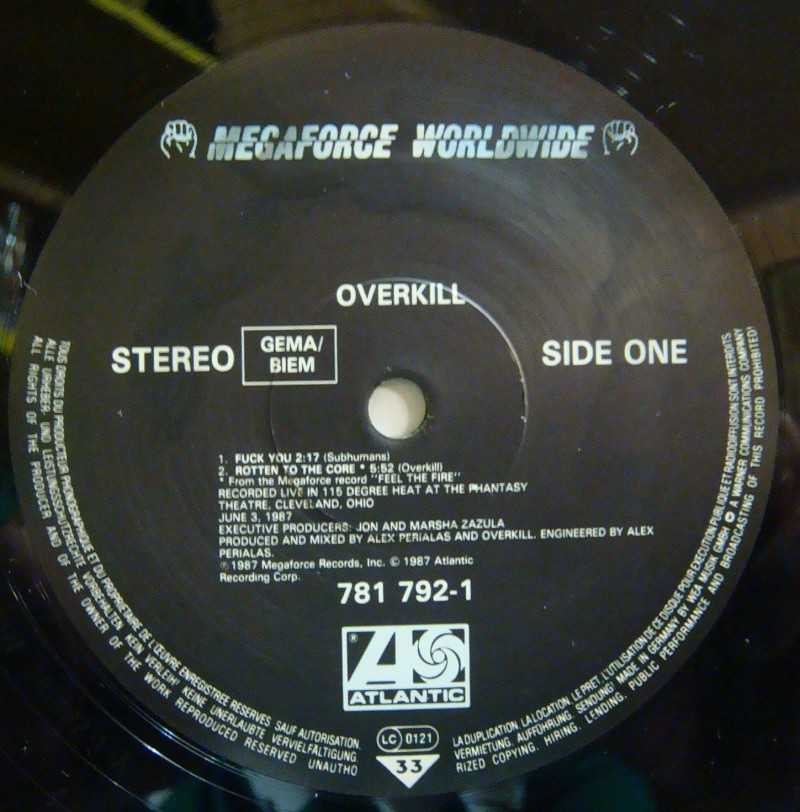 MEGAFORCE WORLDWIDE
OVERKILL
STEREO
GEMA/
BIEM
SIDE ONE
1. FUCK YOU 2:17 (Subhumans)
2. ROTTEN TO THE CORE * 5:52 (Overkill)
* From the Megaforce record "FEEL THE FIRE"
RECORDED LIVE IN 115 DEGREE HEAT AT THE PHANTASY
THEATRE, CLEVELAND, OHIO
JUNE 3, 1987
EXECUTIVE PRODUCERS: JON AND MARSHA ZAZULA
PRODUCED AND MIXED BY ALEX PERIALAS AND OVERKILL. ENGINEERED BY ALEX
PERIALAS.
℗ 1987 Megaforce Records, Inc. © 1987 Atlantic
Recording Corp.
781 792-1
® ATLANTIC
LC 0121
33
TOUS DROITS DU PRODUCTEUR PHONOGRAPHIQUE ET DU PROPRIETAIRE DE L'ŒUVRE ENREGISTREE RESERVES SAUF AUTORISATION. LA DUPLICATION, LA LOCATION, LE PRET, L'UTILISATION DE CE DISQUE POUR EXECUTION PUBLIQUE ET RADIODIFFUSION SONT INTERDITS.
ALLE URHEBER- UND LEISTUNGSSCHUTZRECHTE VORBEHALTEN. KEIN VERLEIH! KEINE UNERLAUBTE VERVIELFÄLTIGUNG, VERMIETUNG, AUFFÜHRUNG, SENDUNG! MADE IN GERMANY BY WEA MUSIK GMBH A WARNER COMMUNICATIONS COMPANY
ALL RIGHTS OF THE PRODUCER AND OF THE OWNER OF THE WORK REPRODUCED RESERVED UNAUTHORIZED COPYING, HIRING, LENDING, PUBLIC PERFORMANCE AND BROADCASTING OF THIS RECORD PROHIBITED!